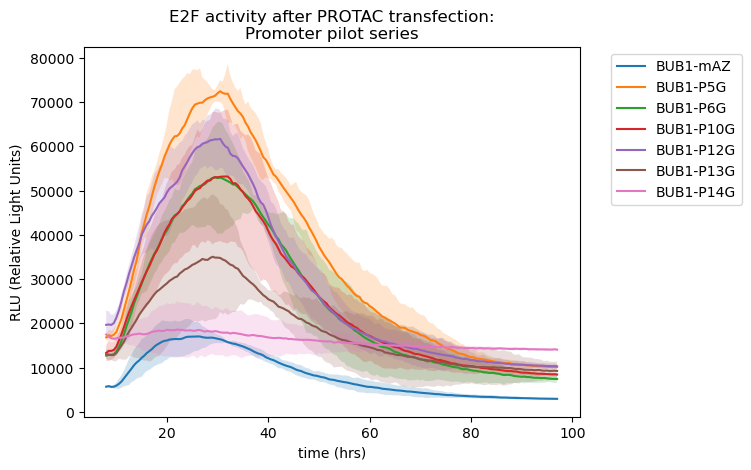 E2F activity after PROTAC transfection:
Promoter pilot series
RLU (Relative Light Units)
80000
70000
60000
50000
40000
30000
20000
10000
0
20
40
60
80
100
time (hrs)
BUB1-mAZ
BUB1-P5G
BUB1-P6G
BUB1-P10G
BUB1-P12G
BUB1-P13G
BUB1-P14G